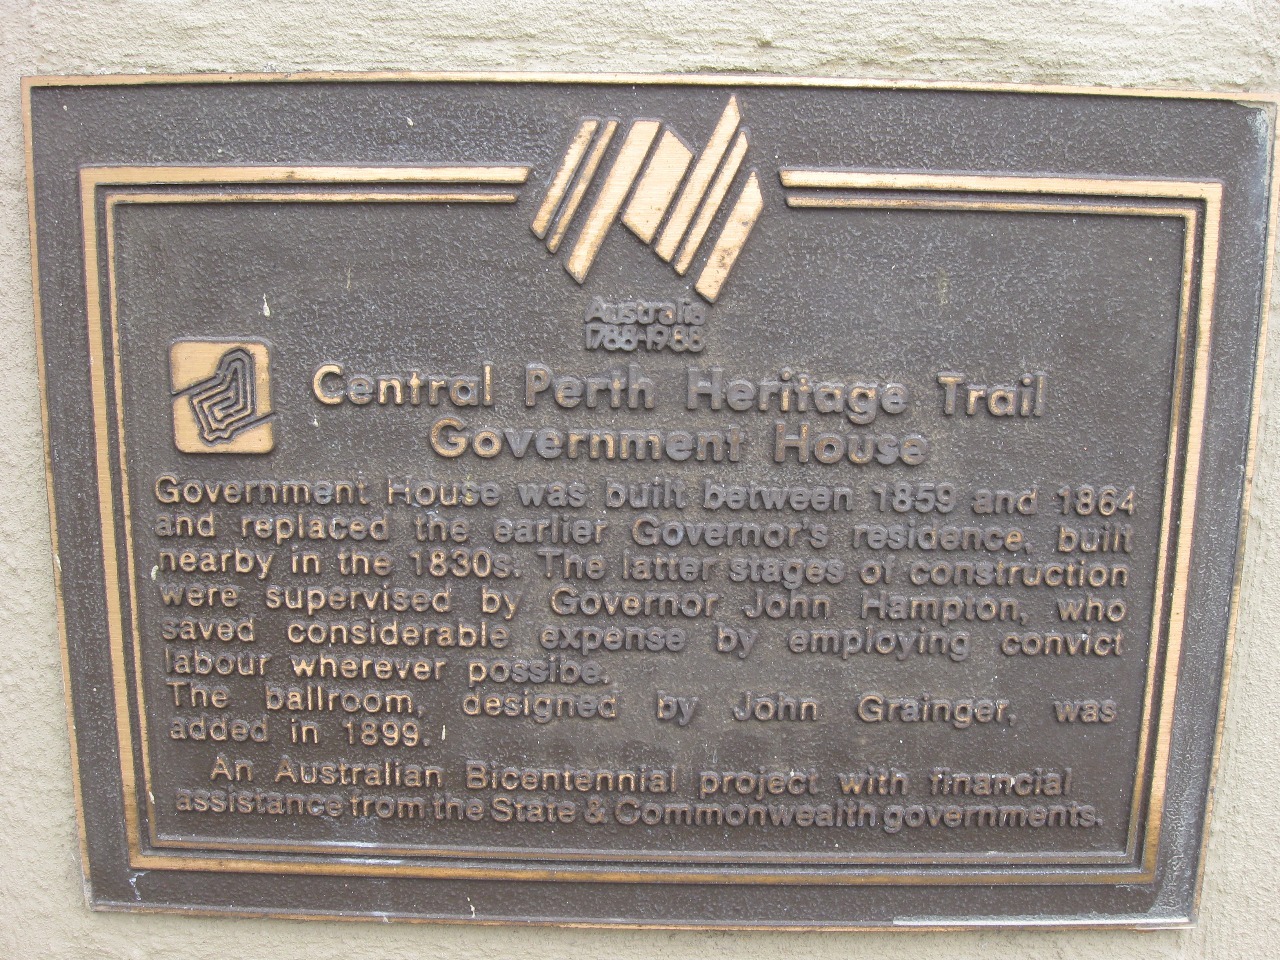 Australia
1788-1988
Central Perth Heritage Trail
Government House
Government House was built between 1859 and 1864
and replaced the earlier Governor's residence, built
nearby in the 1830s. The latter stages of construction
were supervised by Governor John Hampton, who
saved considerable expense by employing convict
labour wherever possibe.
The ballroom, designed by John Grainger, was
added in 1899.
An Australian Bicentennial project with financial
assistance from the State & Commonwealth governments.